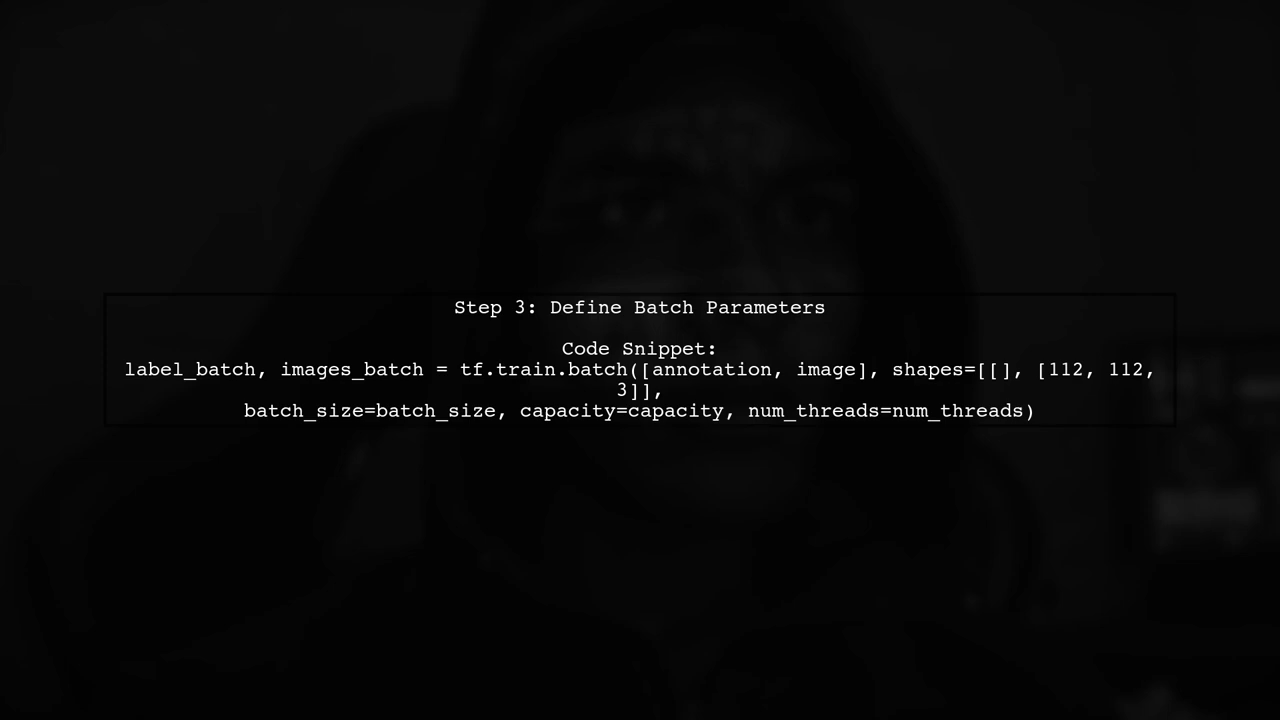 Step 3: Define Batch Parameters
Code Snippet:
label_batch, images_batch = tf.train.batch([annotation, image], shapes=[[], [112, 112,
3]],
batch_size=batch_size, capacity=capacity, num_threads=num_threads)